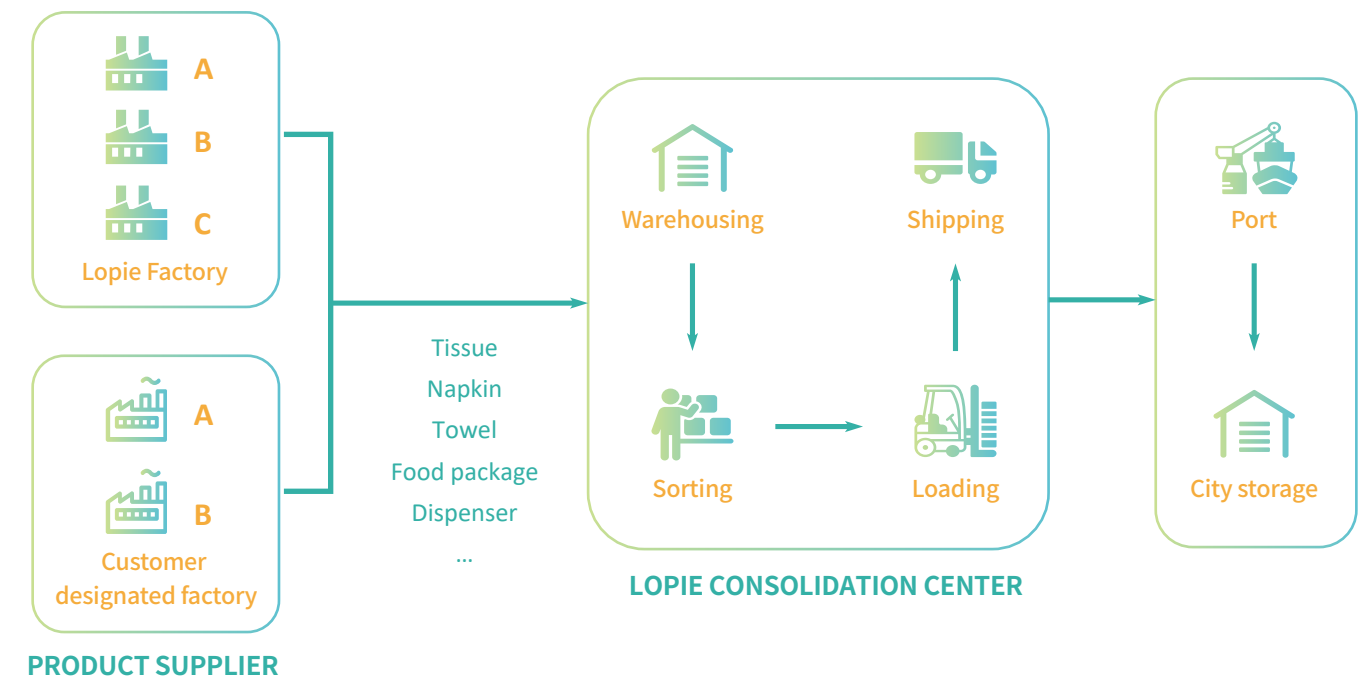 A
B
C
Lopie Factory
A
B
Customer
designated factory
PRODUCT SUPPLIER
Tissue
Napkin
Towel
Food package
Dispenser
...
Warehousing
Shipping
Sorting
Loading
LOPIE CONSOLIDATION CENTER
Port
City storage